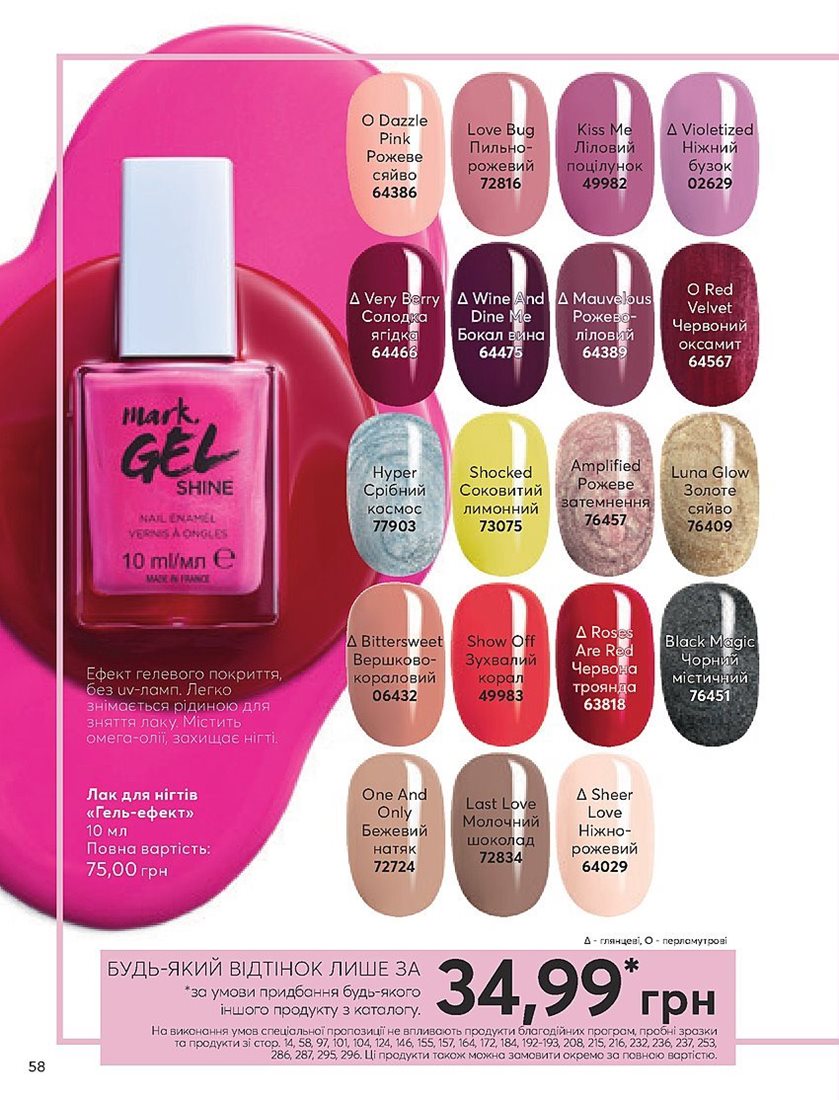 O Dazzle
Pink
Рожеве
сяйво
64386
Love Bug
Пильно-
рожевий
72816
Kiss Me
Ліловий
поцілунок
49982
Δ Violetized
Ніжний
бузок
02629
Δ Very Berry
Солодка
ягідка
64466
Δ Wine And
Dine Me
Бокал вина
64475
Δ Mauvelous
Рожево-
ліловий
64389
O Red
Velvet
Червоний
оксамит
64567
Hyper
Срібний
космос
77903
Shocked
Соковитий
лимонний
73075
Amplified
Рожеве
затемнення
76457
Luna Glow
Золоте
сяйво
76409
Δ Bittersweet
Вершково-
кораловий
06432
Show Off
Зухвалий
корал
49983
Δ Roses
Are Red
Червона
троянда
63818
Black Magic
Чорний
містичний
76451
One And
Only
Бежевий
натяк
72724
Last Love
Молочний
шоколад
72834
Δ Sheer
Love
Ніжно-
рожевий
64029
Δ - глянцеві, O - перламутрові
mark.
GEL
SHINE
NAIL ENAMEL
VERNIS À ONGLES
10 ml/мл ℮
MADE IN FRANCE
Ефект гелевого покриття,
без uv-ламп. Легко
знімається рідиною для
зняття лаку. Містить
омега-олії, захищає нігті.
Лак для нігтів
«Гель-ефект»
10 мл
Повна вартість:
75,00 грн
БУДЬ-ЯКИЙ ВІДТІНОК ЛИШЕ ЗА
*за умови придбання будь-якого
іншого продукту з каталогу.
34,99* грн
На виконання умов спеціальної пропозиції не впливають продукти благодійних програм, пробні зразки
та продукти зі стор. 14, 58, 97, 101, 104, 124, 146, 155, 157, 164, 172, 184, 192-193, 208, 215, 216, 232, 236, 237, 253,
286, 287, 295, 296. Ці продукти також можна замовити окремо за повною вартістю.
58